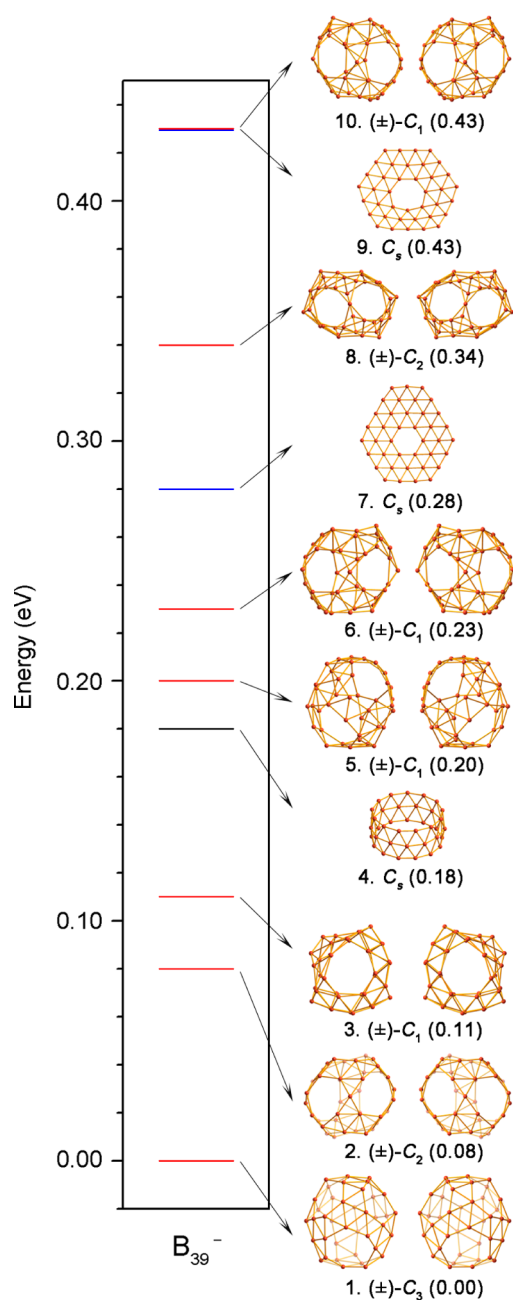 10. (±)-C₁ (0.43)
0.40
9. Cₛ (0.43)
8. (±)-C₂ (0.34)
0.30
7. Cₛ (0.28)
6. (±)-C₁ (0.23)
Energy (eV)
0.20
5. (±)-C₁ (0.20)
4. Cₛ (0.18)
0.10
3. (±)-C₁ (0.11)
2. (±)-C₂ (0.08)
0.00
B₃₉⁻
1. (±)-C₃ (0.00)